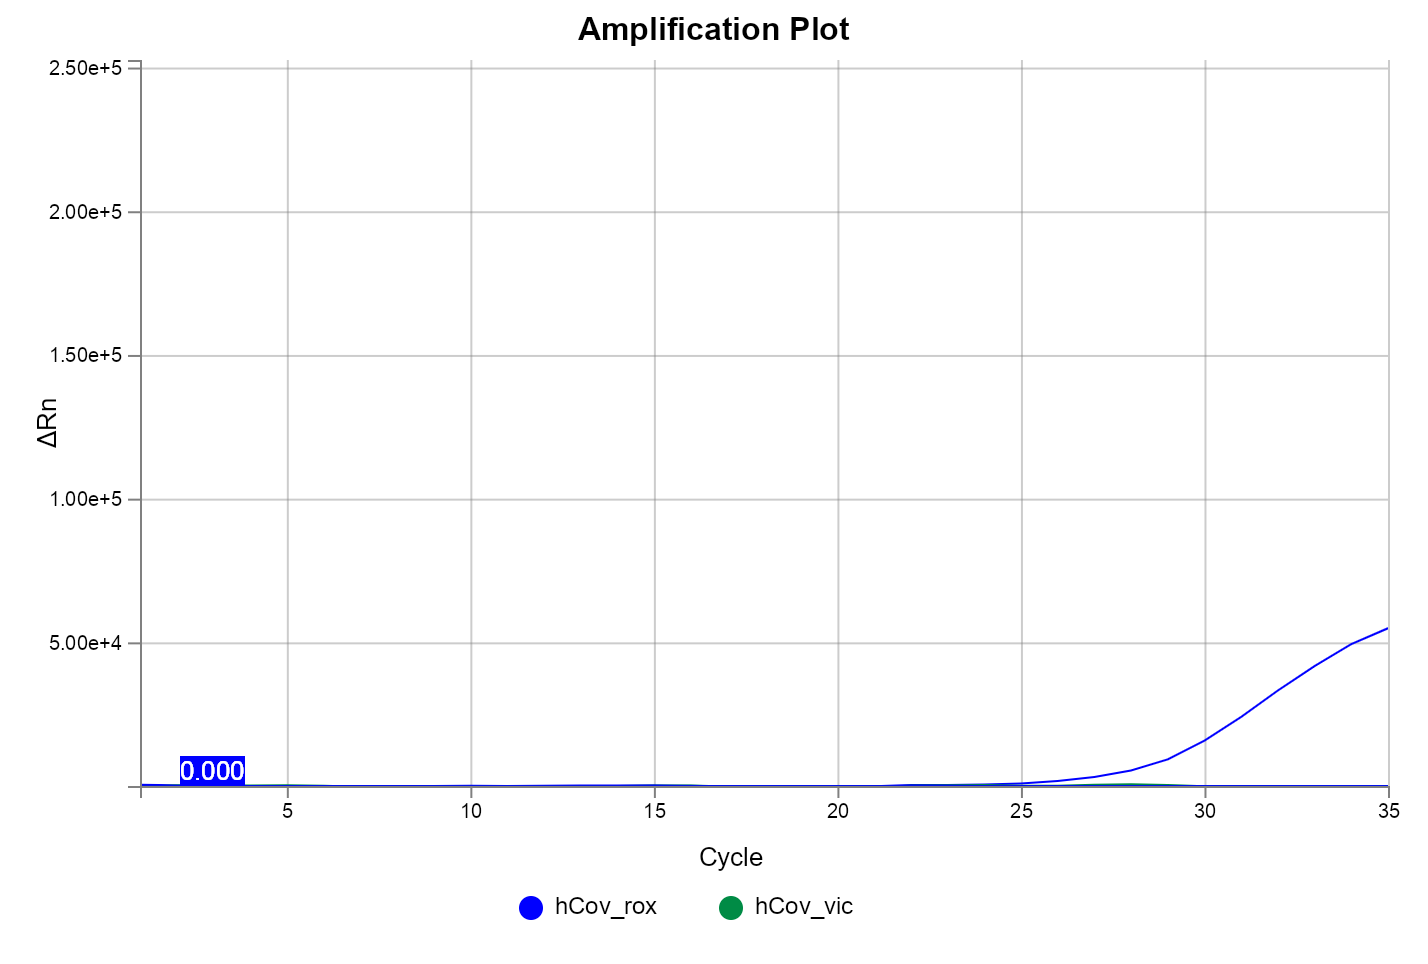 Amplification Plot
2.50e+5
2.00e+5
1.50e+5
1.00e+5
5.00e+4
ΔRn
0.000
5 10 15 20 25 30 35
Cycle
hCov_rox hCov_vic